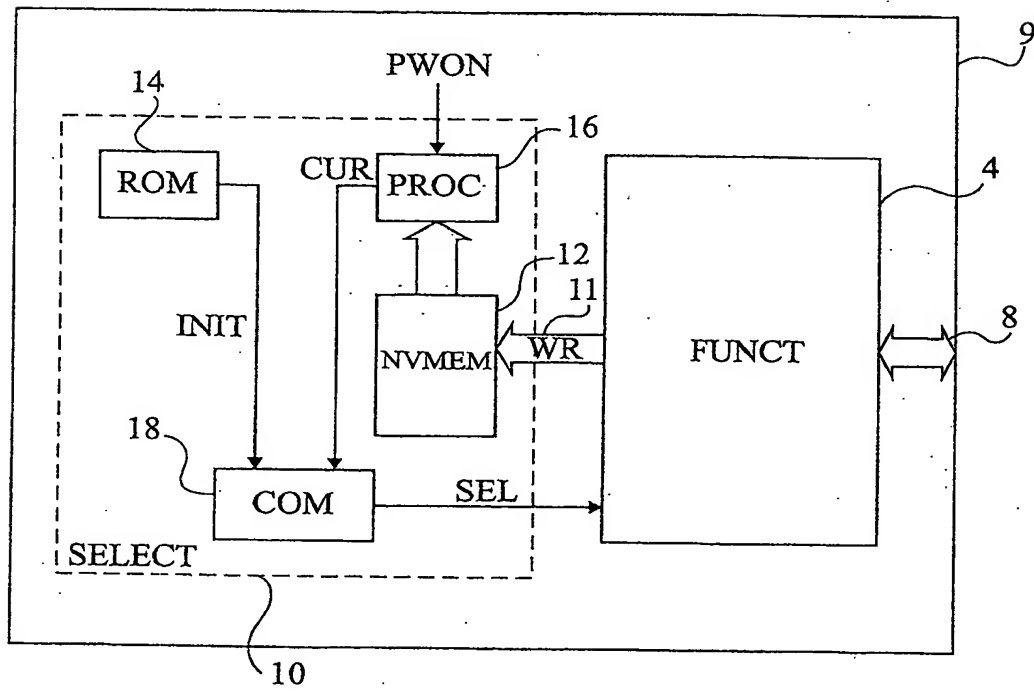 9
PWON
14
16
ROM
CUR
PROC
4
12
11
INIT
NVMEM
WR
FUNCT
8
18
COM
SEL
SELECT
10